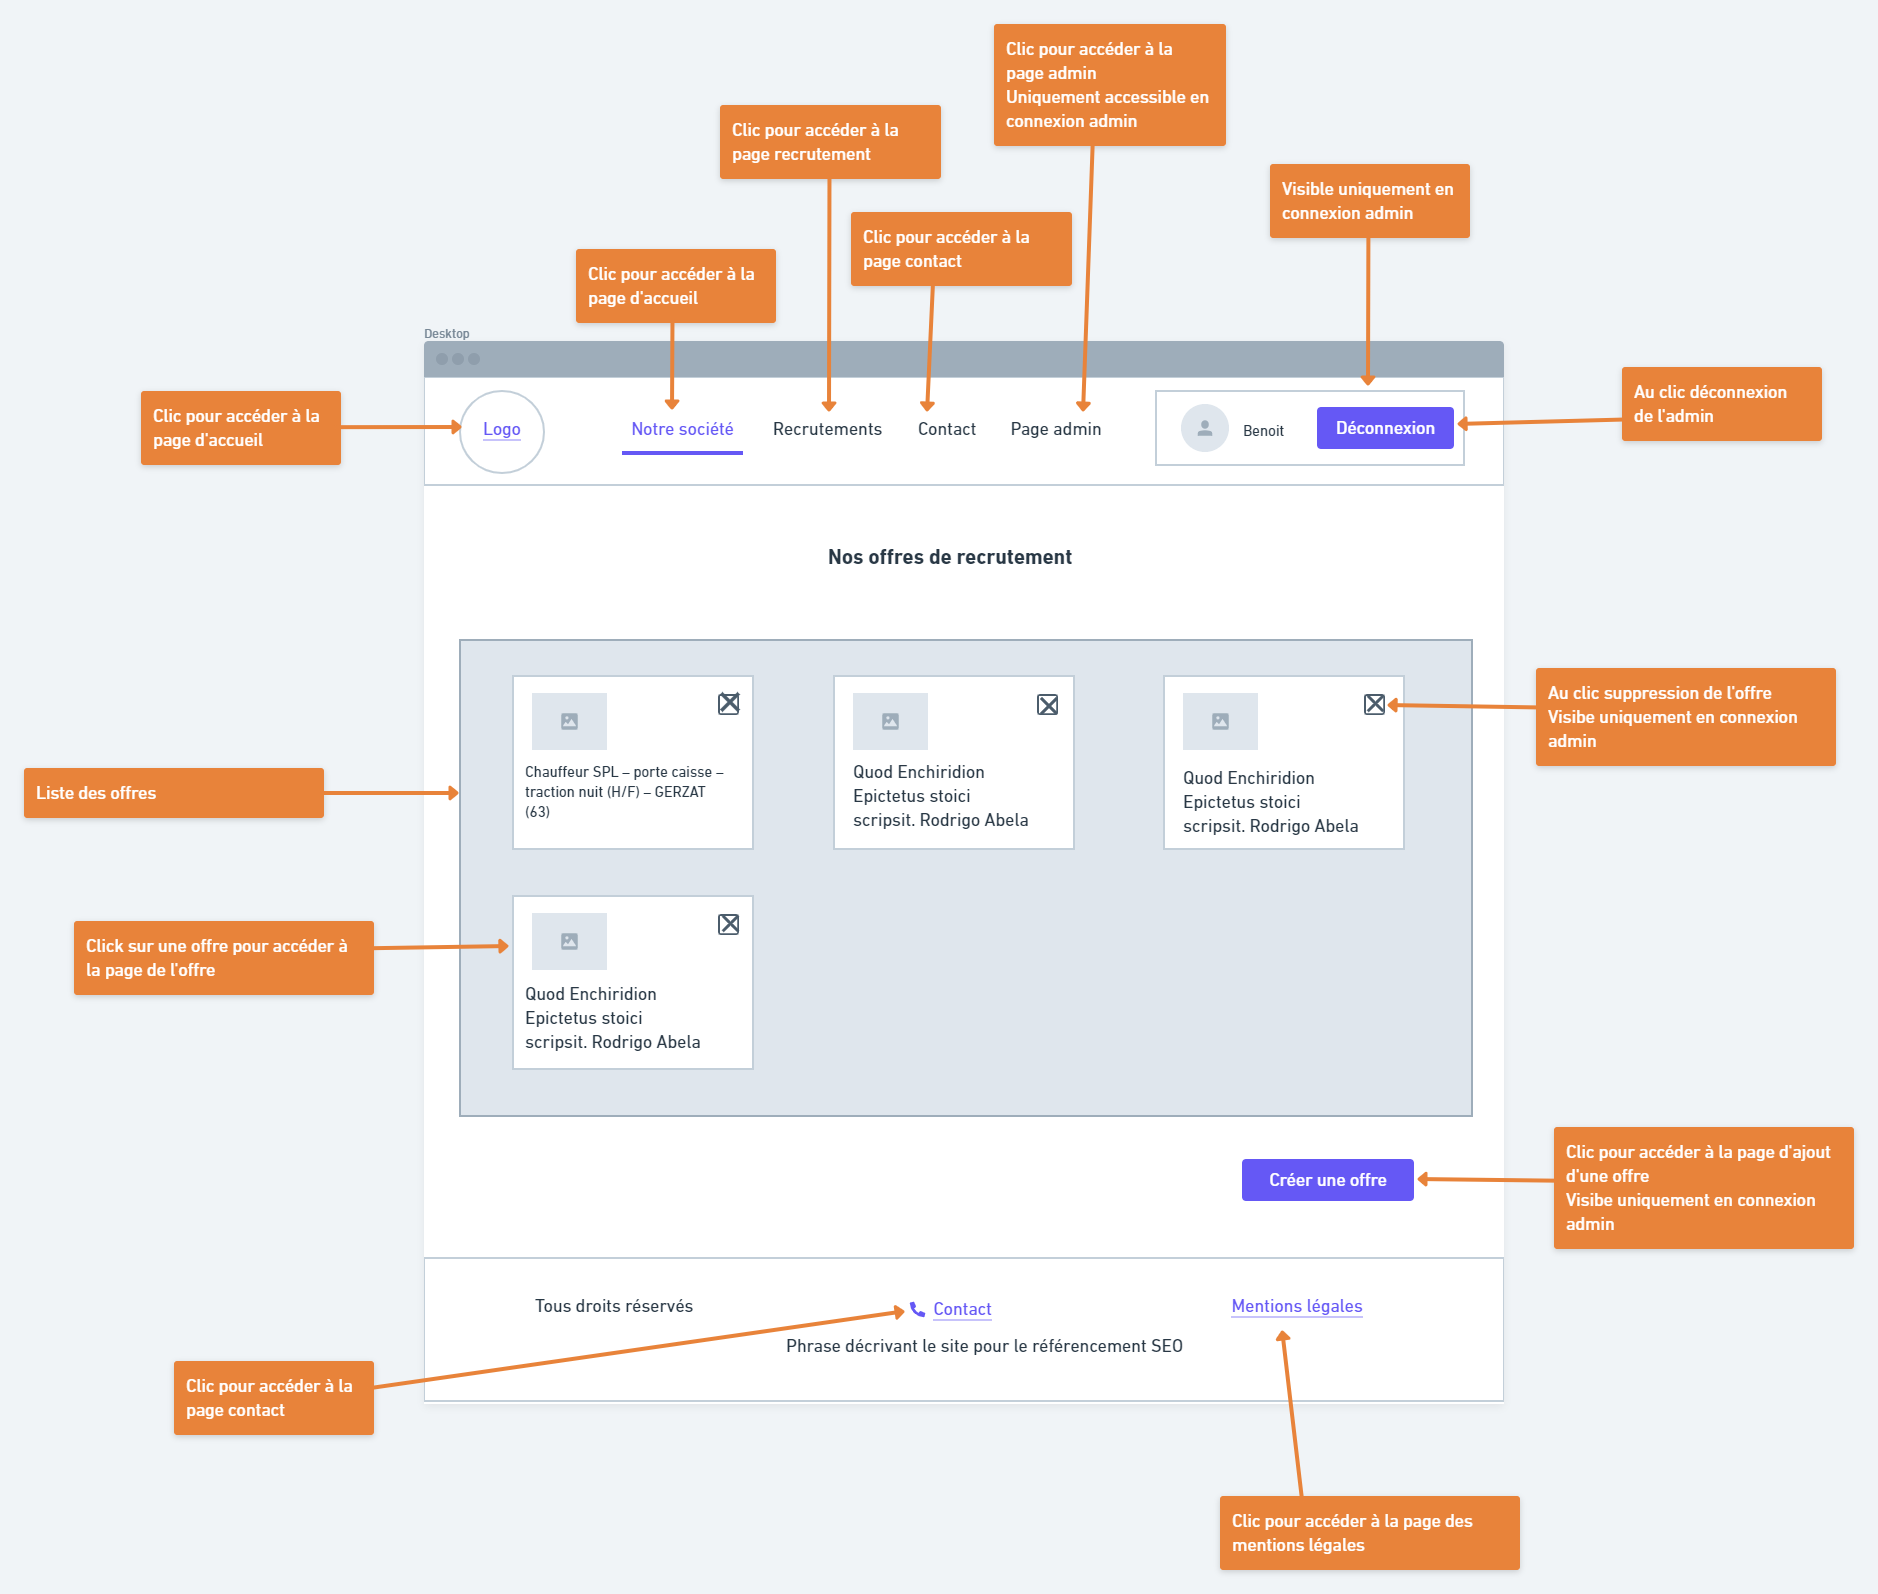 Clic pour accéder à la
page admin
Uniquement accessible en
connexion admin
Clic pour accéder à la
page recrutement
Visible uniquement en
connexion admin
Clic pour accéder à la
page contact
Clic pour accéder à la
page d'accueil
Desktop
Clic pour accéder à la
page d'accueil
Au clic déconnexion
de l'admin
Logo
Notre société
Recrutements
Contact
Page admin
Benoit
Déconnexion
Nos offres de recrutement
Au clic suppression de l'offre
Visibe uniquement en connexion
admin
Liste des offres
Chauffeur SPL – porte caisse –
traction nuit (H/F) – GERZAT
(63)
Quod Enchiridion
Epictetus stoici
scripsit. Rodrigo Abela
Quod Enchiridion
Epictetus stoici
scripsit. Rodrigo Abela
Click sur une offre pour accéder à
la page de l'offre
Quod Enchiridion
Epictetus stoici
scripsit. Rodrigo Abela
Créer une offre
Clic pour accéder à la page d'ajout
d'une offre
Visibe uniquement en connexion
admin
Tous droits réservés
Contact
Mentions légales
Phrase décrivant le site pour le référencement SEO
Clic pour accéder à la
page contact
Clic pour accéder à la page des
mentions légales